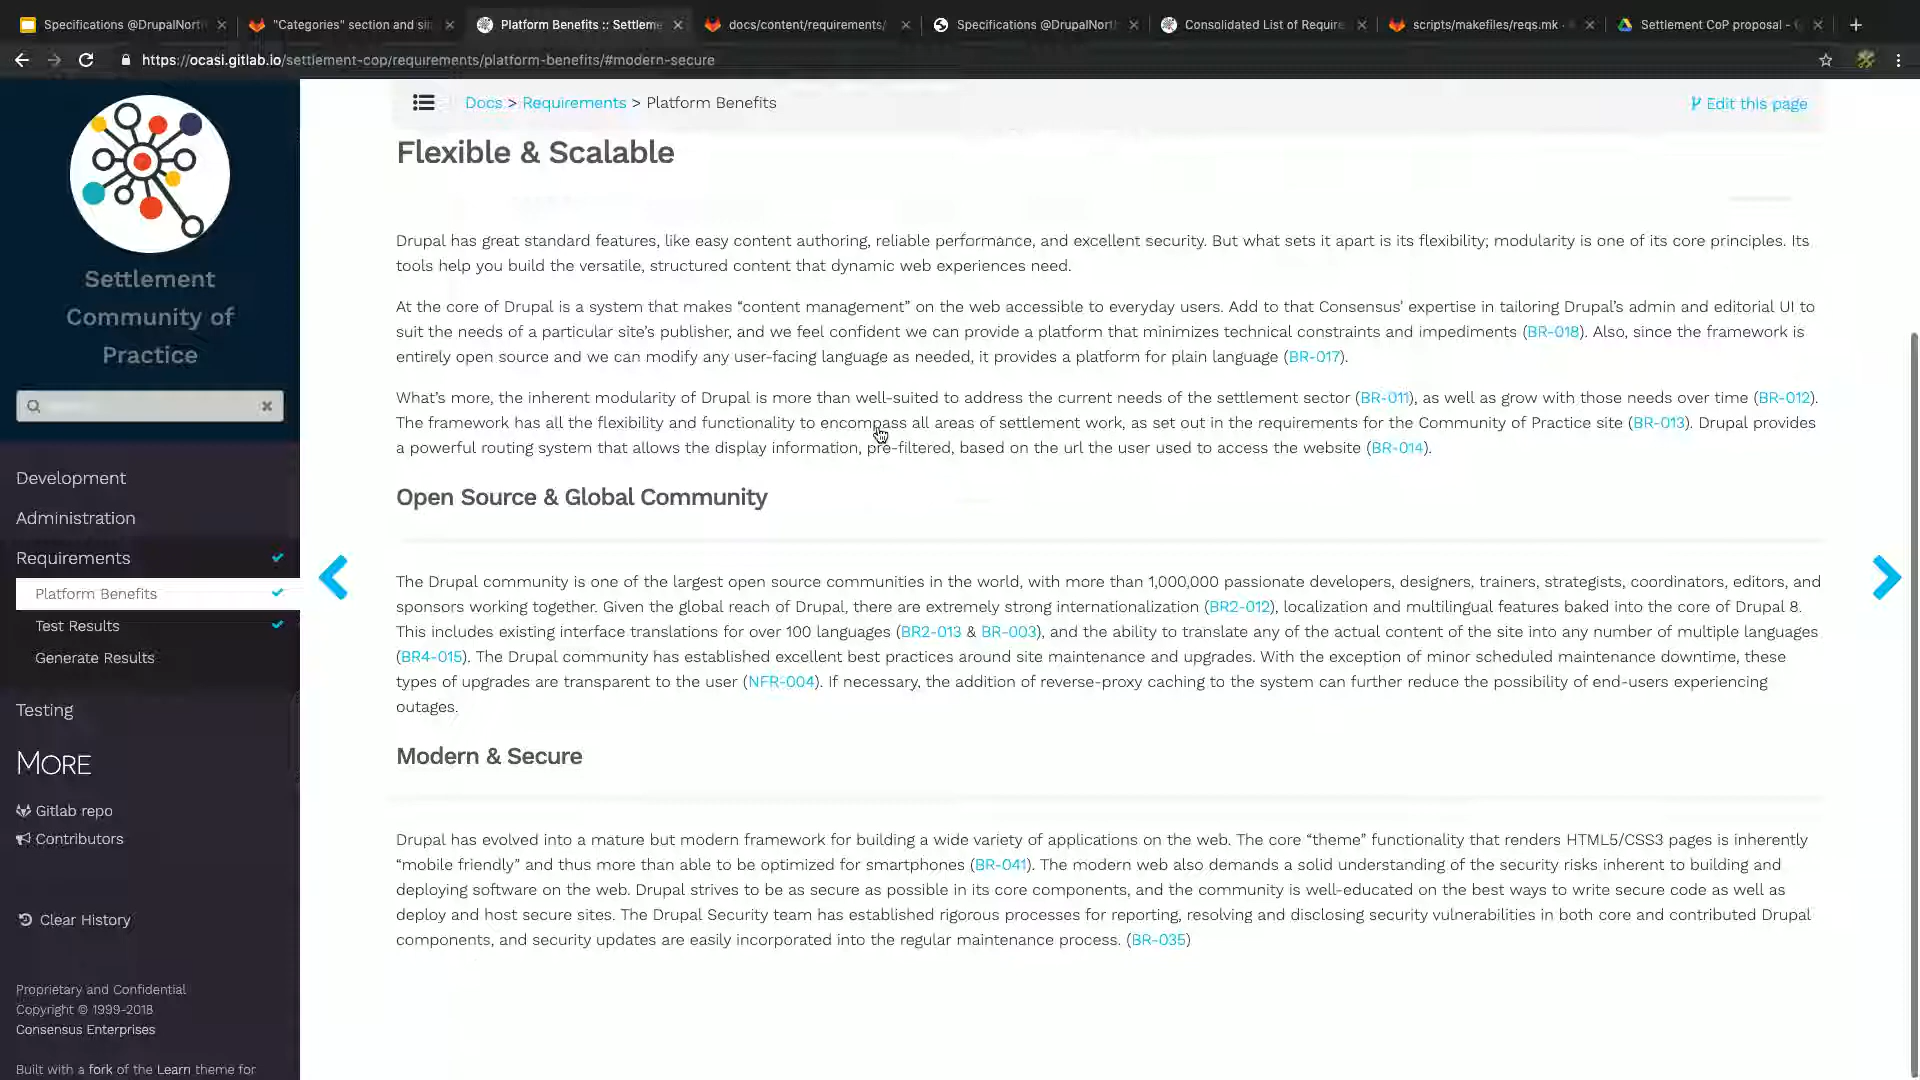 Specifications @DrupalNort
"Categories" section and si
Platform Benefits :: Settleme
docs/content/requirements/
Specifications @DrupalNort
Consolidated List of Require
scripts/makefiles/reqs.mk ·
Settlement CoP proposal -
https://ocasi.gitlab.io/settlement-cop/requirements/platform-benefits/#modern-secure
Docs > Requirements > Platform Benefits
Edit this page
Settlement
Community of
Practice
Development
Administration
Requirements
Platform Benefits
Test Results
Generate Results
Testing
MORE
Gitlab repo
Contributors
Clear History
Proprietary and Confidential
Copyright © 1999-2018
Consensus Enterprises
Built with a fork of the Learn theme for
Flexible & Scalable
Drupal has great standard features, like easy content authoring, reliable performance, and excellent security. But what sets it apart is its flexibility; modularity is one of its core principles. Its
tools help you build the versatile, structured content that dynamic web experiences need.
At the core of Drupal is a system that makes “content management” on the web accessible to everyday users. Add to that Consensus’ expertise in tailoring Drupal’s admin and editorial UI to
suit the needs of a particular site’s publisher, and we feel confident we can provide a platform that minimizes technical constraints and impediments (BR-018). Also, since the framework is
entirely open source and we can modify any user-facing language as needed, it provides a platform for plain language (BR-017).
What’s more, the inherent modularity of Drupal is more than well-suited to address the current needs of the settlement sector (BR-011), as well as grow with those needs over time (BR-012).
The framework has all the flexibility and functionality to encompass all areas of settlement work, as set out in the requirements for the Community of Practice site (BR-013). Drupal provides
a powerful routing system that allows the display information, pre-filtered, based on the url the user used to access the website (BR-014).
Open Source & Global Community
The Drupal community is one of the largest open source communities in the world, with more than 1,000,000 passionate developers, designers, trainers, strategists, coordinators, editors, and
sponsors working together. Given the global reach of Drupal, there are extremely strong internationalization (BR2-012), localization and multilingual features baked into the core of Drupal 8.
This includes existing interface translations for over 100 languages (BR2-013 & BR-003), and the ability to translate any of the actual content of the site into any number of multiple languages
(BR4-015). The Drupal community has established excellent best practices around site maintenance and upgrades. With the exception of minor scheduled maintenance downtime, these
types of upgrades are transparent to the user (NFR-004). If necessary, the addition of reverse-proxy caching to the system can further reduce the possibility of end-users experiencing
outages.
Modern & Secure
Drupal has evolved into a mature but modern framework for building a wide variety of applications on the web. The core “theme” functionality that renders HTML5/CSS3 pages is inherently
“mobile friendly” and thus more than able to be optimized for smartphones (BR-041). The modern web also demands a solid understanding of the security risks inherent to building and
deploying software on the web. Drupal strives to be as secure as possible in its core components, and the community is well-educated on the best ways to write secure code as well as
deploy and host secure sites. The Drupal Security team has established rigorous processes for reporting, resolving and disclosing security vulnerabilities in both core and contributed Drupal
components, and security updates are easily incorporated into the regular maintenance process. (BR-035)